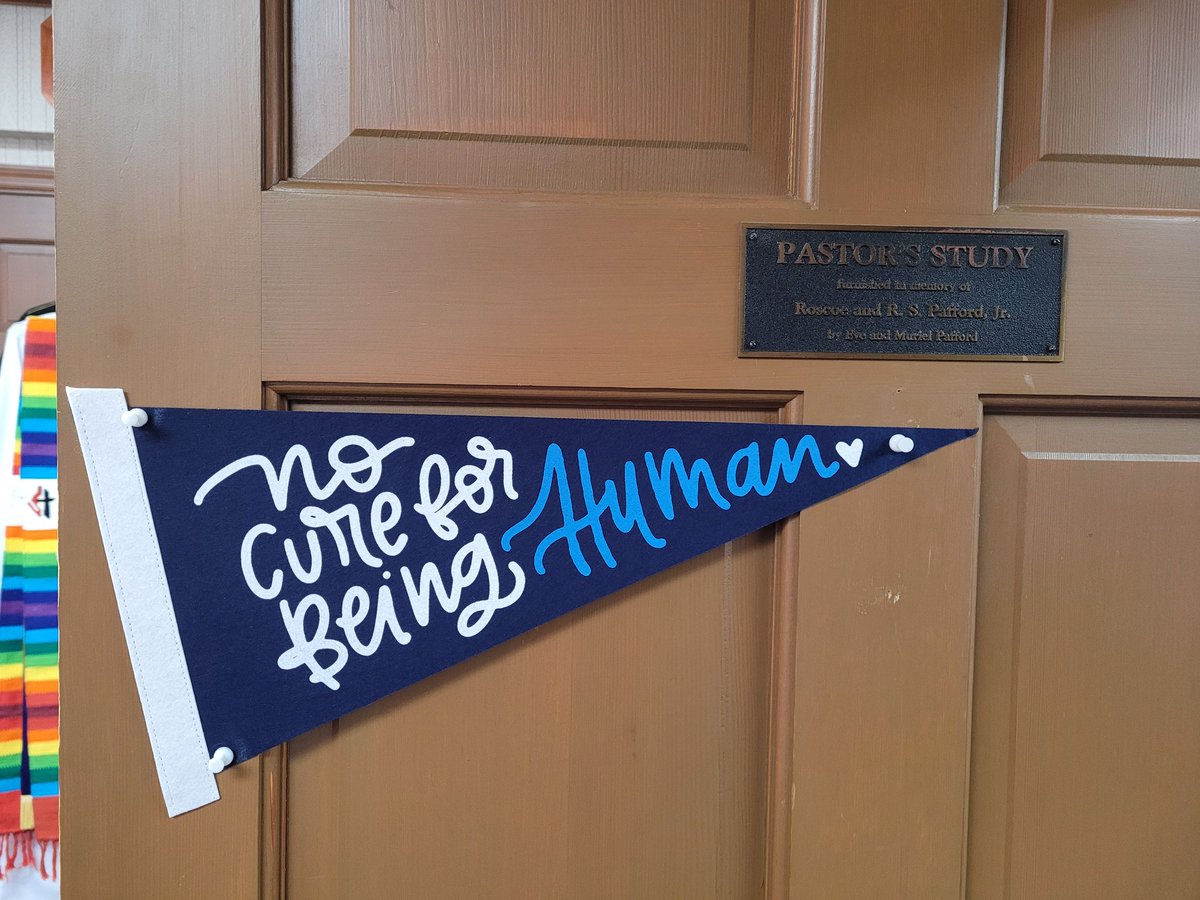 PASTOR'S STUDY
furnished in memory of
Roscoe and R. S. Pafford, Jr.
by Eve and Muriel Pafford
no
cure for
Being Human